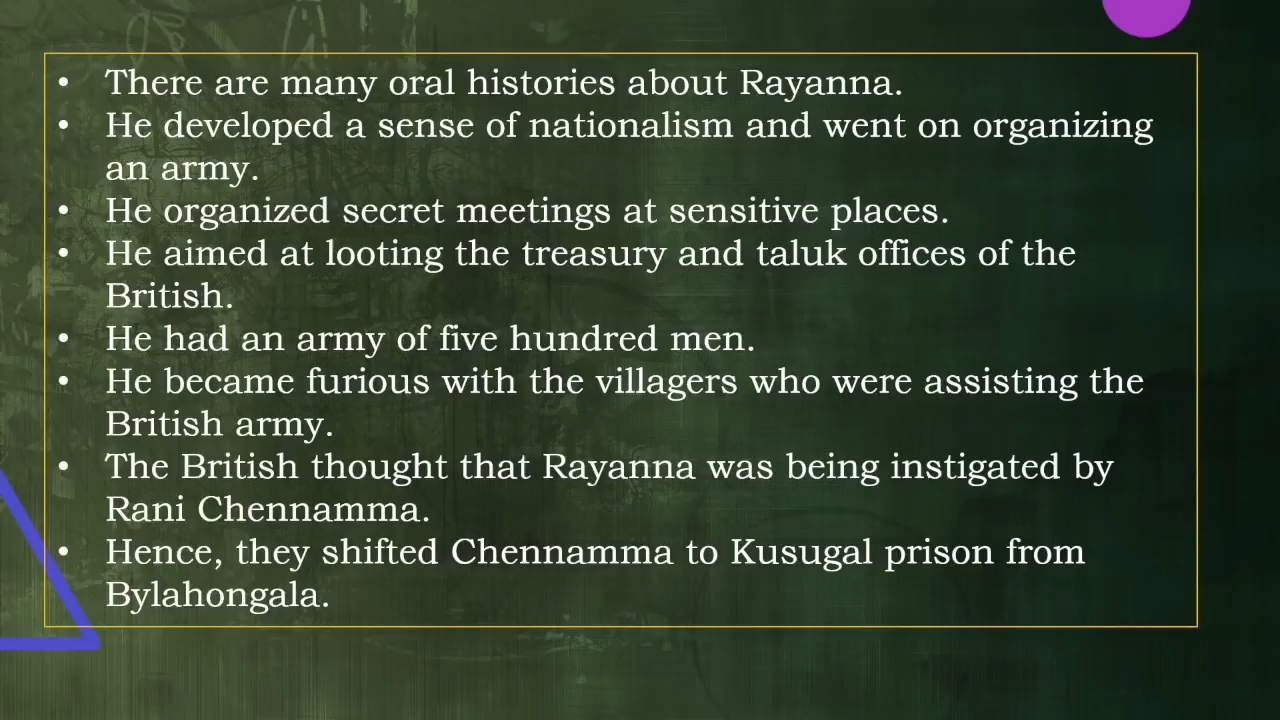 • There are many oral histories about Rayanna.
• He developed a sense of nationalism and went on organizing
an army.
• He organized secret meetings at sensitive places.
• He aimed at looting the treasury and taluk offices of the
British.
• He had an army of five hundred men.
• He became furious with the villagers who were assisting the
British army.
• The British thought that Rayanna was being instigated by
Rani Chennamma.
• Hence, they shifted Chennamma to Kusugal prison from
Bylahongala.